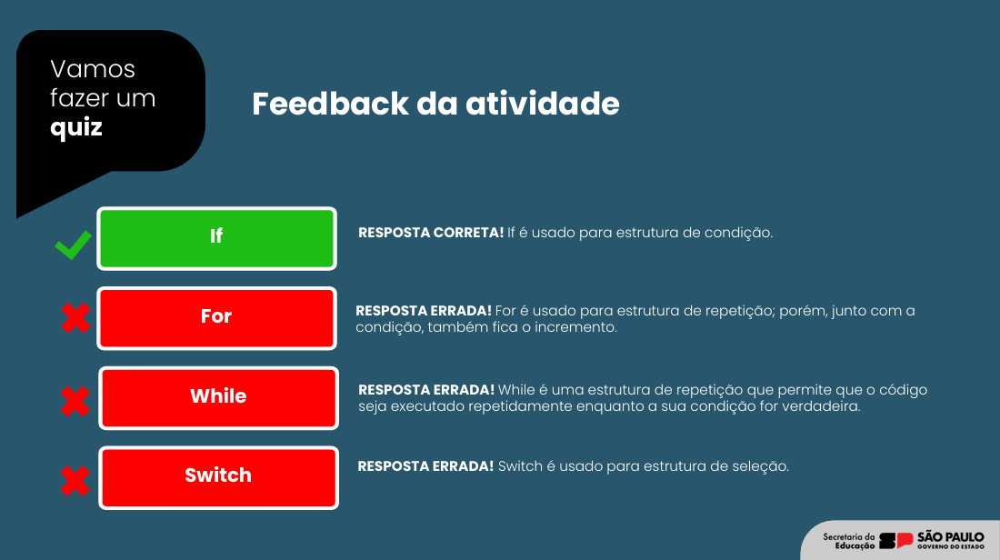 Vamos
fazer um
quiz
Feedback da atividade
If
RESPOSTA CORRETA! If é usado para estrutura de condição.
For
RESPOSTA ERRADA! For é usado para estrutura de repetição; porém, junto com a
condição, também fica o incremento.
While
RESPOSTA ERRADA! While é uma estrutura de repetição que permite que o código
seja executado repetidamente enquanto a sua condição for verdadeira.
Switch
RESPOSTA ERRADA! Switch é usado para estrutura de seleção.
Secretaria da
Educação
SP
SÃO PAULO
GOVERNO DO ESTADO